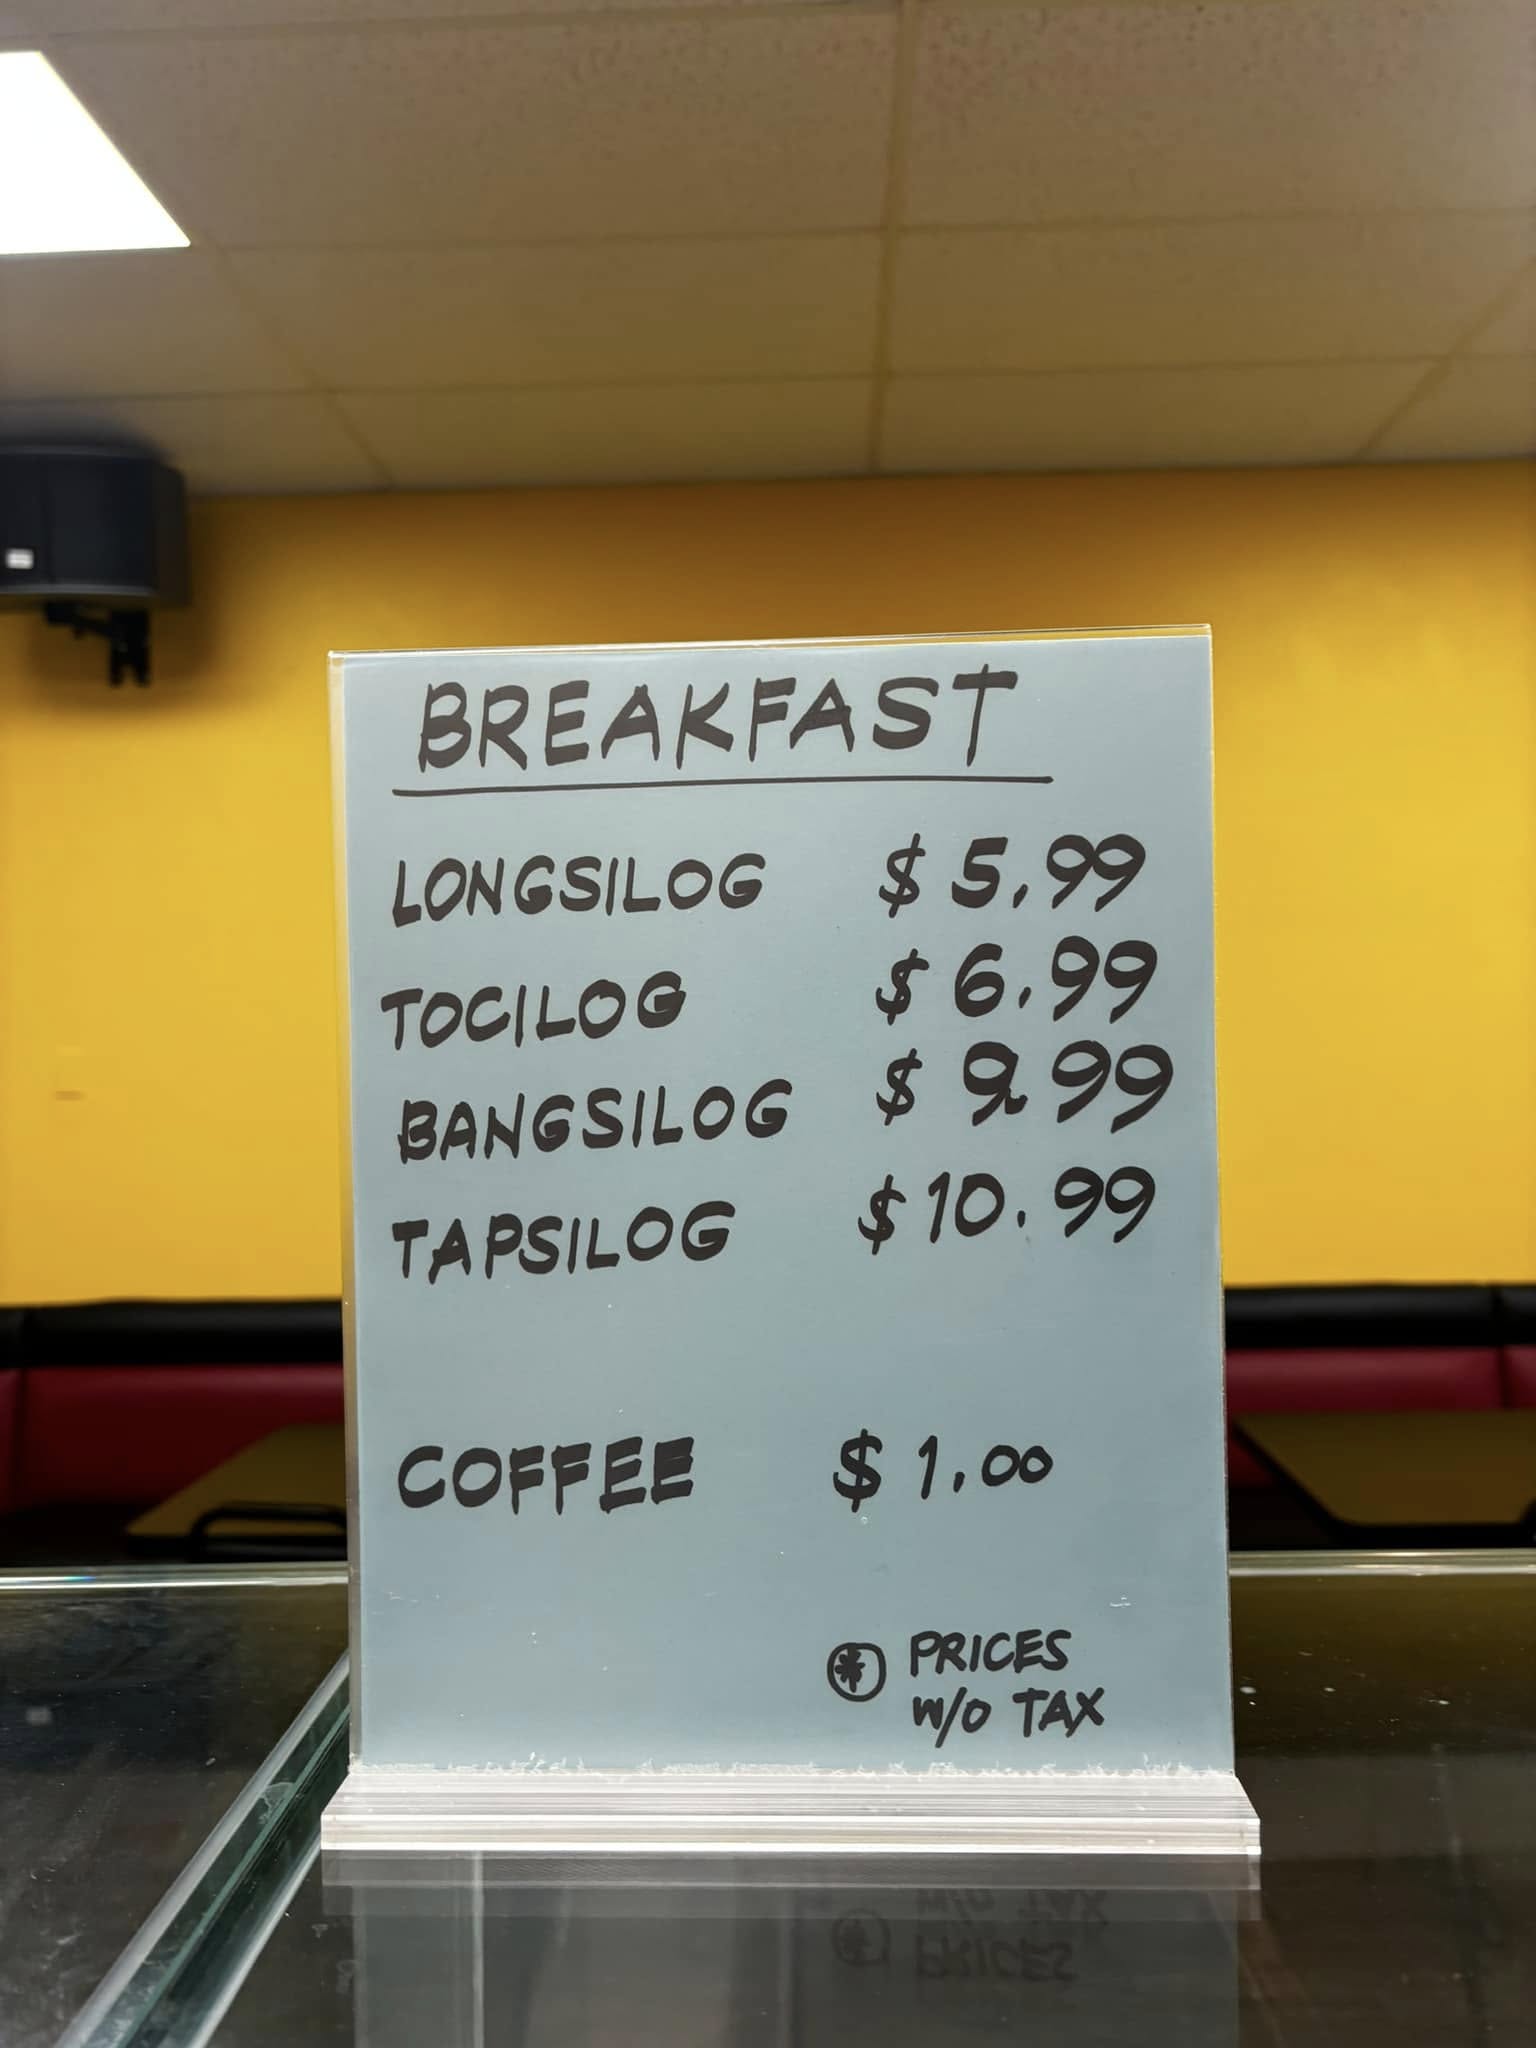 BREAKFAST
LONGSILOG $5.99
TOCILOG $6.99
BANGSILOG $9.99
TAPSILOG $10.99
COFFEE $1.00
* PRICES
W/O TAX